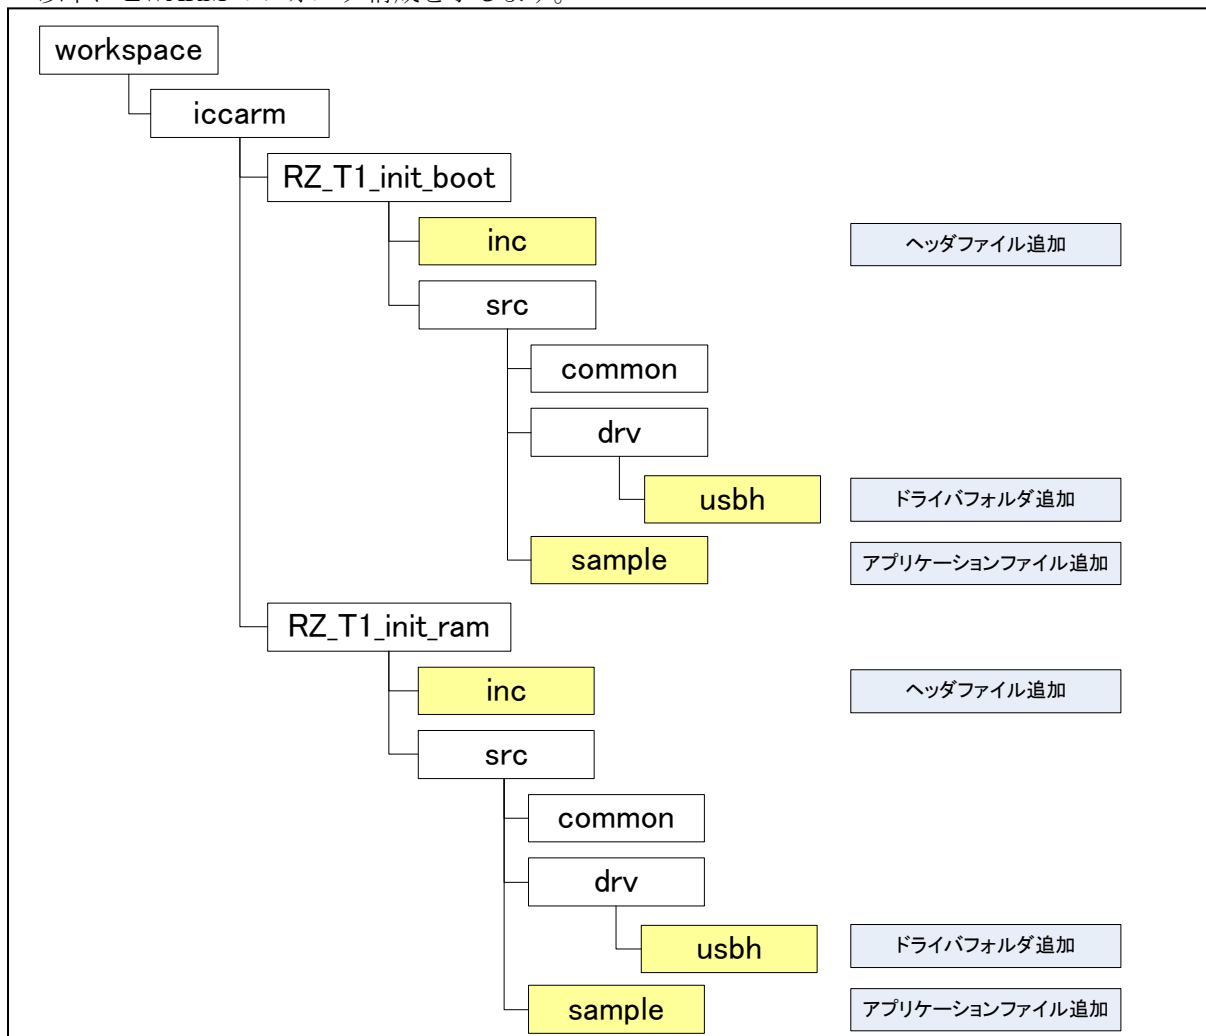 workspace
iccarm
RZ_T1_init_boot
inc ヘッダファイル追加
src
common
drv
usbh ドライバフォルダ追加
sample アプリケーションファイル追加
RZ_T1_init_ram
inc ヘッダファイル追加
src
common
drv
usbh ドライバフォルダ追加
sample アプリケーションファイル追加